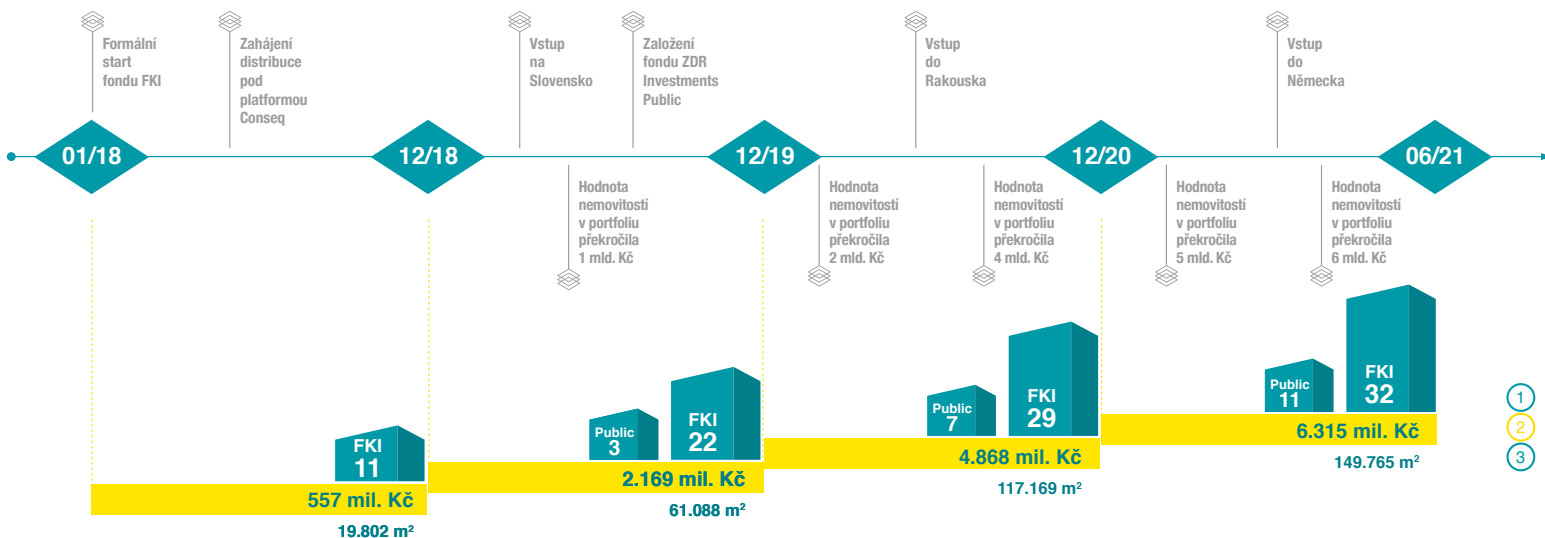 Formální
start
fondu FKI
Zahájení
distribuce
pod
platformou
Conseq
Vstup
na
Slovensko
Založení
fondu ZDR
Investments
Public
Vstup
do
Rakouska
Vstup
do
Německa
01/18
12/18
12/19
12/20
06/21
Hodnota
nemovitostí
v portfoliu
překročila
1 mld. Kč
Hodnota
nemovitostí
v portfoliu
překročila
2 mld. Kč
Hodnota
nemovitostí
v portfoliu
překročila
4 mld. Kč
Hodnota
nemovitostí
v portfoliu
překročila
5 mld. Kč
Hodnota
nemovitostí
v portfoliu
překročila
6 mld. Kč
FKI
11
557 mil. Kč
19.802 m²
Public
3
FKI
22
2.169 mil. Kč
61.088 m²
Public
7
FKI
29
4.868 mil. Kč
117.169 m²
Public
11
FKI
32
6.315 mil. Kč
149.765 m²
1
2
3